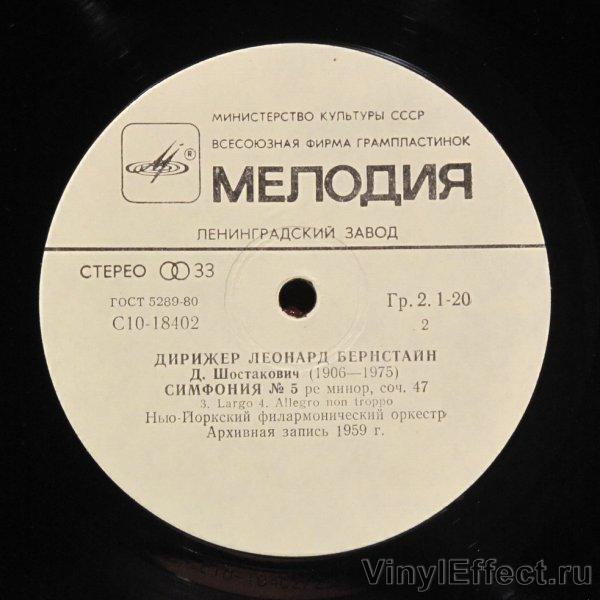 МИНИСТЕРСТВО КУЛЬТУРЫ СССР
ВСЕСОЮЗНАЯ ФИРМА ГРАМПЛАСТИНОК
®
МЕЛОДИЯ
ЛЕНИНГРАДСКИЙ ЗАВОД
СТЕРЕО 33
ГОСТ 5289-80
С10-18402
Гр. 2. 1-20
2
ДИРИЖЕР ЛЕОНАРД БЕРНСТАЙН
Д. Шостакович (1906—1975)
СИМФОНИЯ № 5 ре минор, соч. 47
3. Largo 4. Allegro non troppo
Нью-Йоркский филармонический оркестр
Архивная запись 1959 г.
VinylEffect.ru